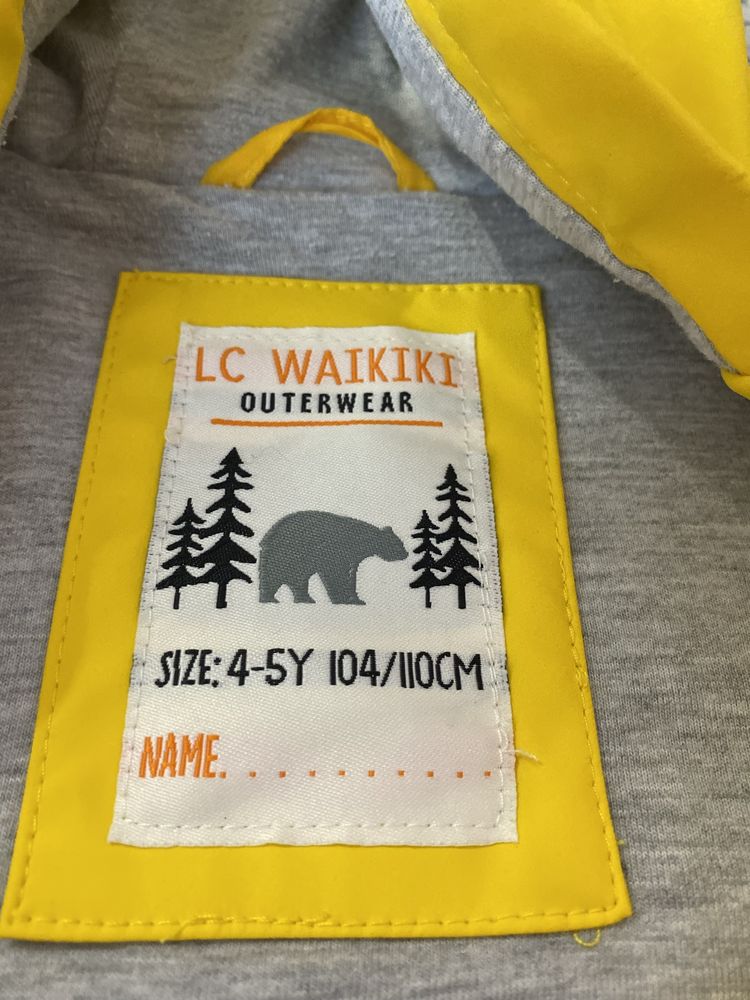 LC WAIKIKI
OUTERWEAR
SIZE: 4-5Y 104/110CM
NAME. . . . . . . . . .